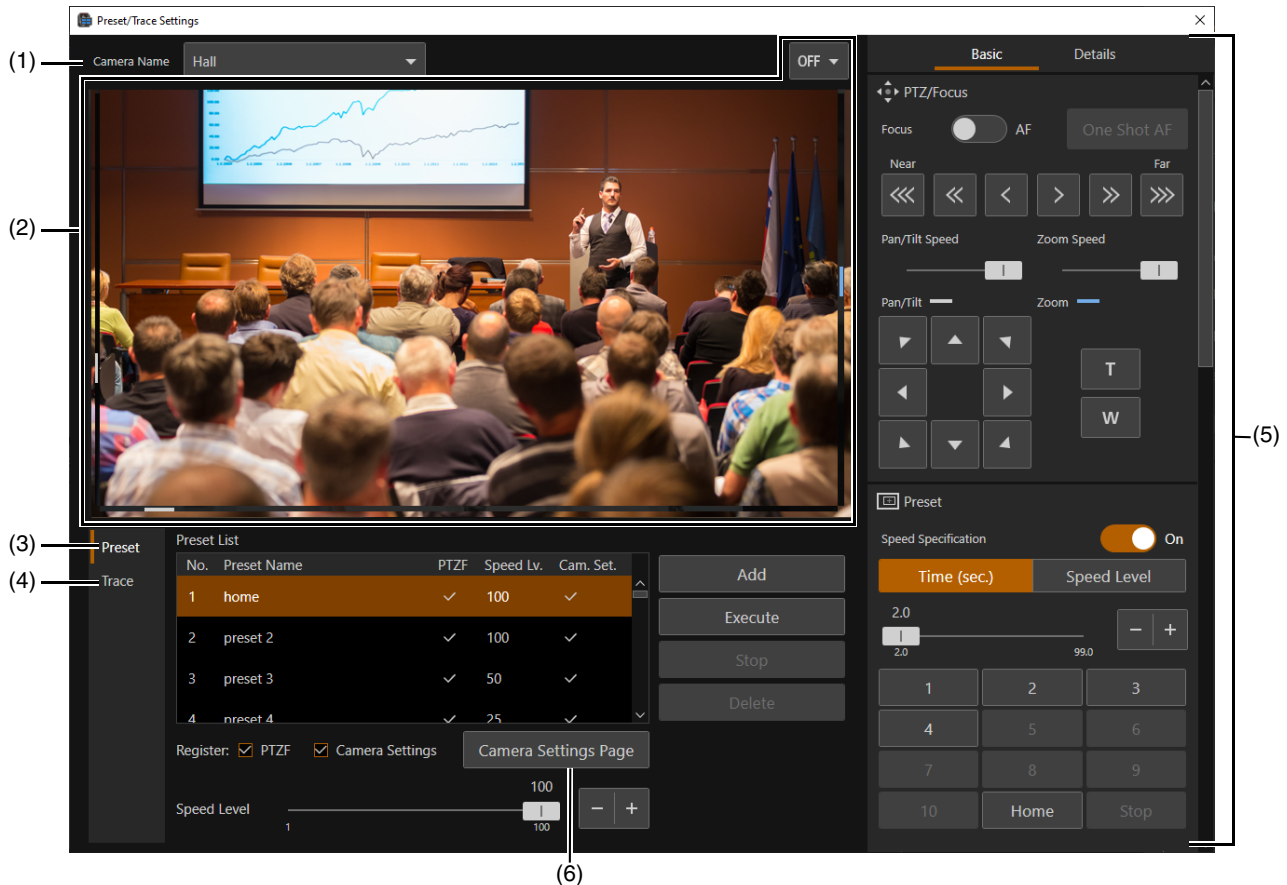 Preset/Trace Settings
(1)
Camera Name
Hall
OFF
(2)
(3)
Preset
(4)
Trace
Preset List
No. Preset Name PTZF Speed Lv. Cam. Set.
1 home 100
2 preset 2 100
3 preset 3 50
4 preset 4 25
Add
Execute
Stop
Delete
Register: PTZF Camera Settings
Camera Settings Page
Speed Level
100
1
100
− +
(6)
Basic Details
PTZ/Focus
Focus AF One Shot AF
Near Far
Pan/Tilt Speed Zoom Speed
Pan/Tilt Zoom
T
W
(5)
Preset
Speed Specification On
Time (sec.) Speed Level
2.0
2.0 99.0
− +
1 2 3
4 5 6
7 8 9
10 Home Stop